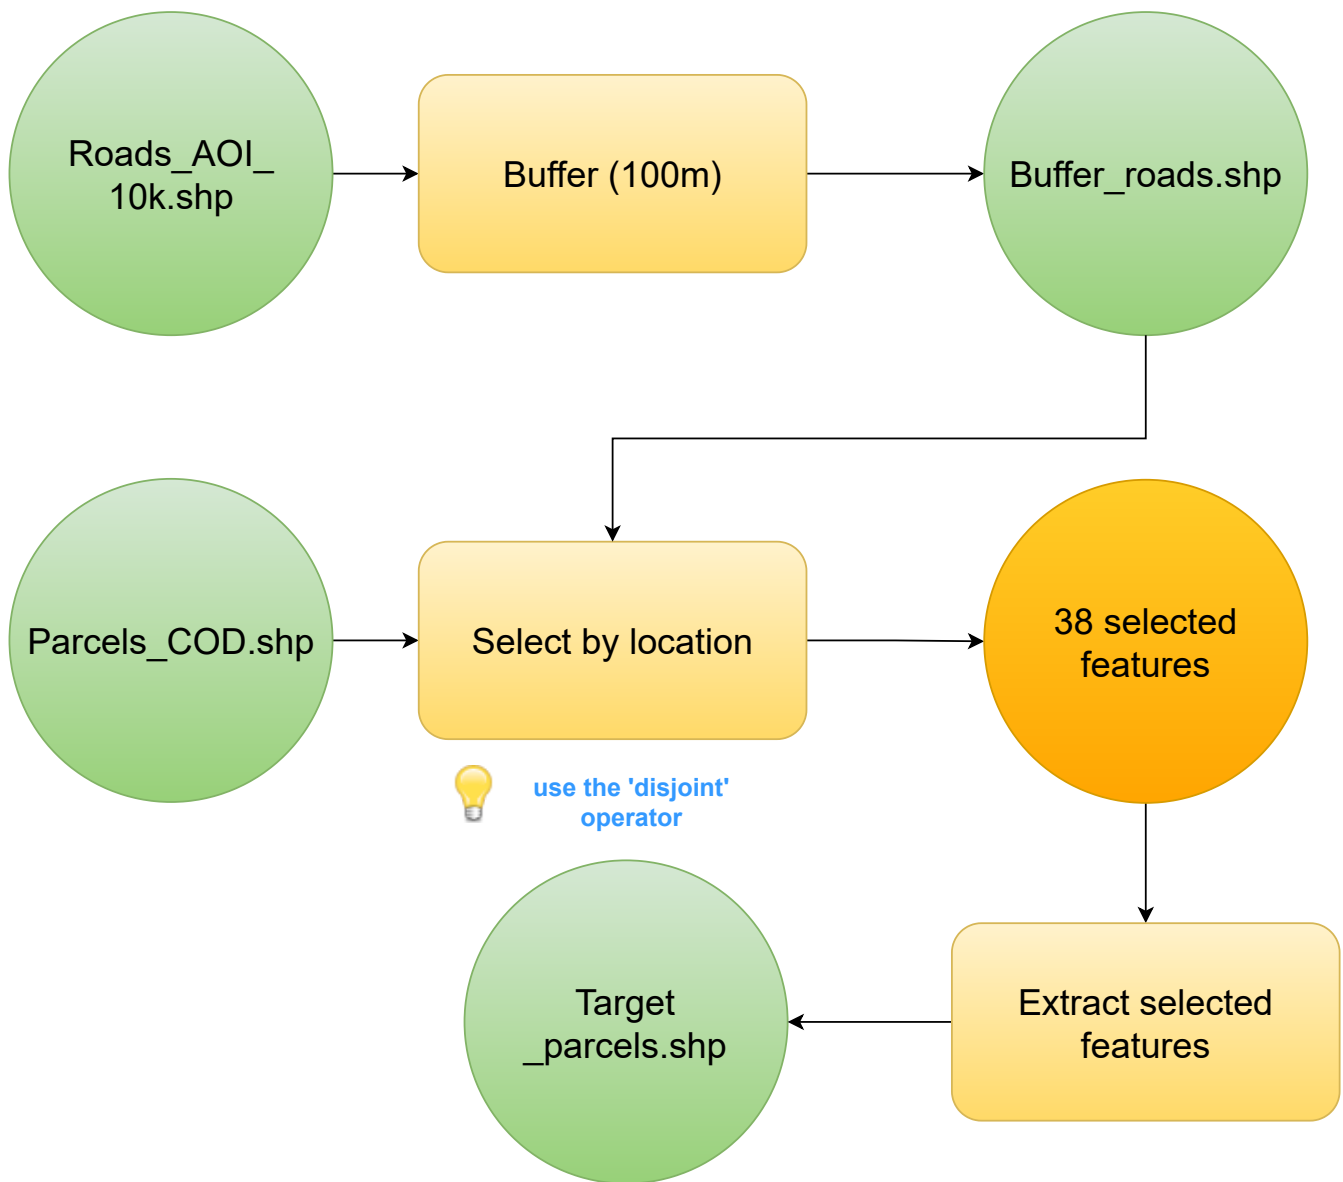 Roads_AOI_
10k.shp
Buffer (100m)
Buffer_roads.shp
Parcels_COD.shp
Select by location
38 selected
features
use the 'disjoint'
operator
Target
_parcels.shp
Extract selected
features